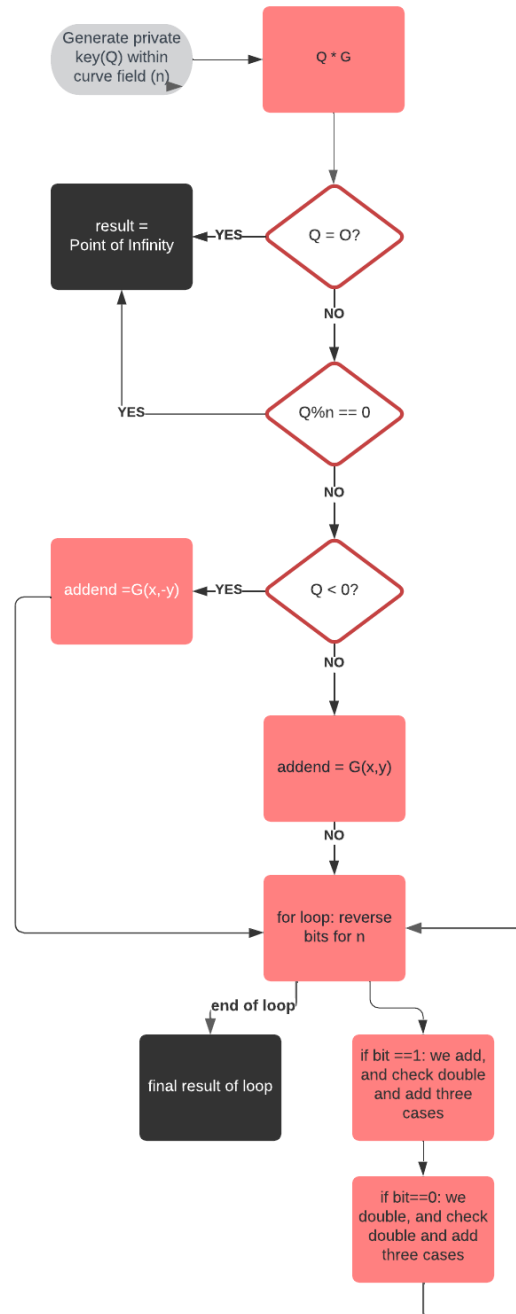 Generate private
key(Q) within
curve field (n)
Q * G
result =
Point of Infinity
YES
Q = O?
NO
YES
Q%n == 0
NO
addend =G(x,-y)
YES
Q < 0?
NO
addend = G(x,y)
NO
for loop: reverse
bits for n
end of loop
final result of loop
if bit ==1: we add,
and check double
and add three
cases
if bit==0: we
double, and check
double and add
three cases